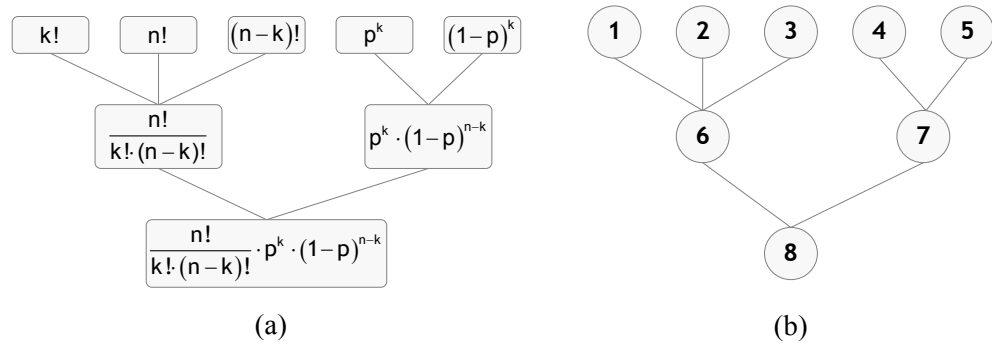 k! n! (n−k)! p^k (1−p)^k 1 2 3 4 5
n!/(k!·(n−k)!) p^k·(1−p)^(n−k) 6 7
n!/(k!·(n−k)!)·p^k·(1−p)^(n−k) 8
(a) (b)